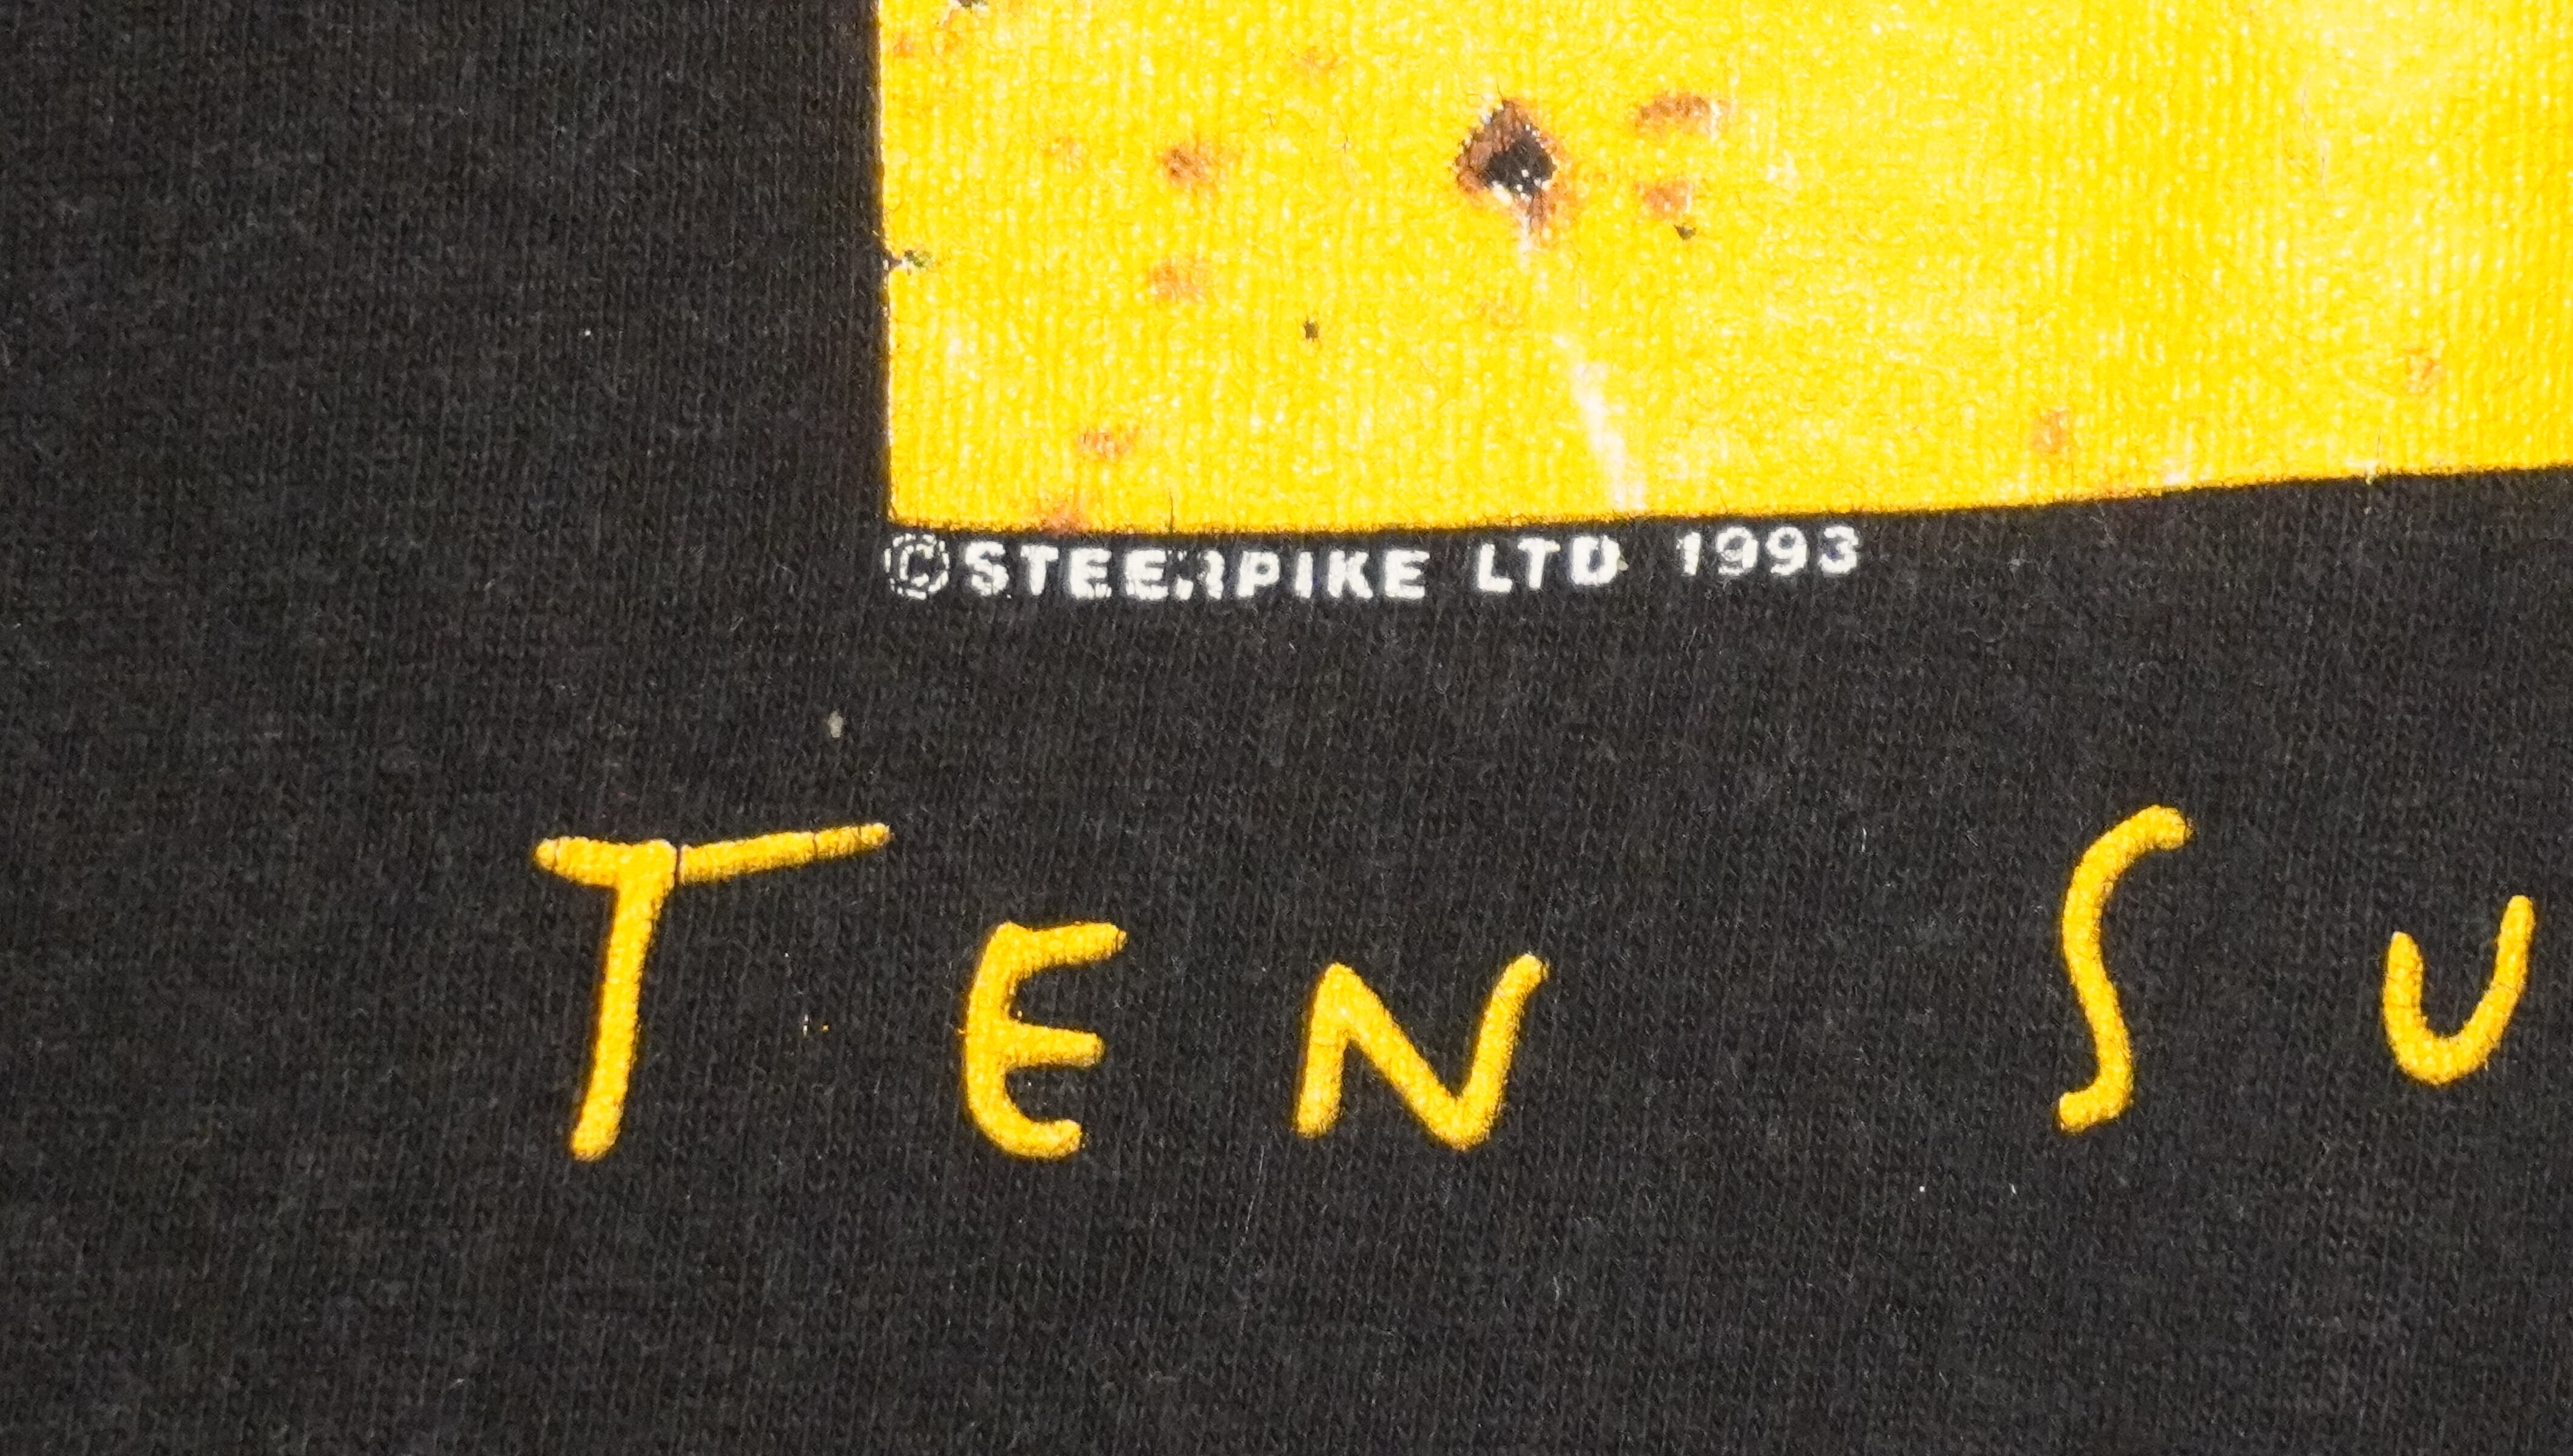 ©STEERPIKE LTD 1993
TEN SU